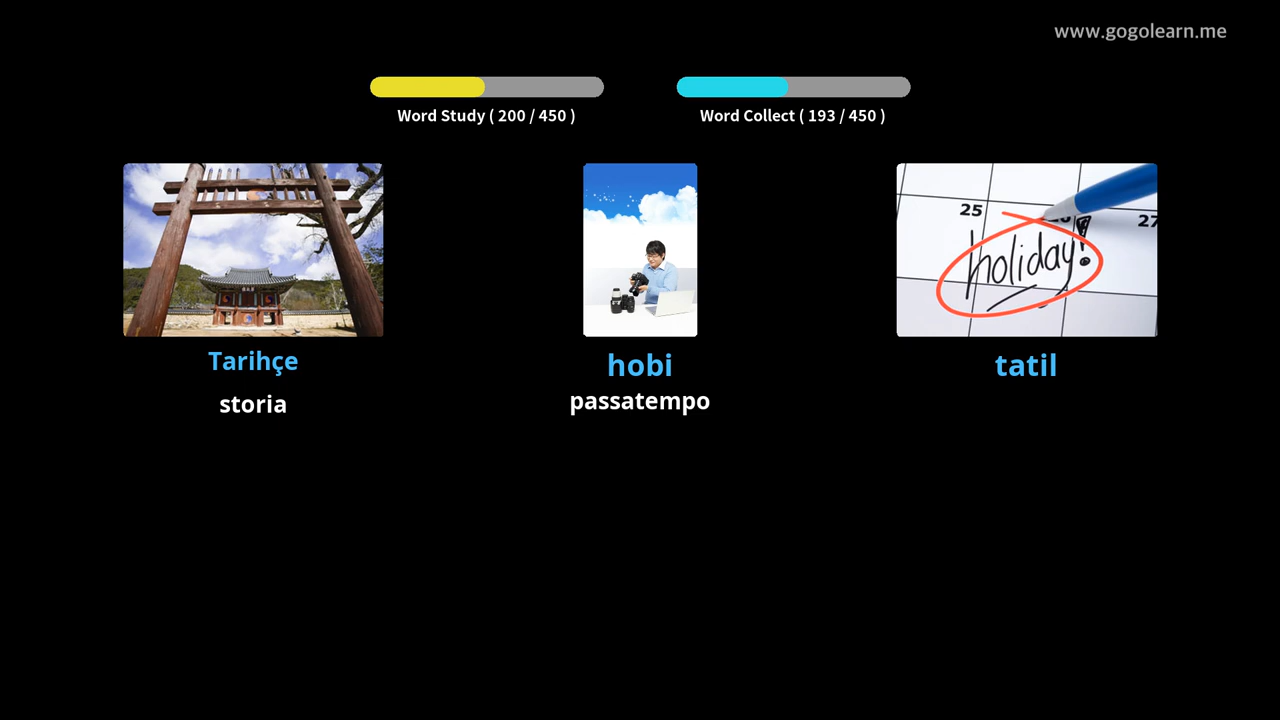 www.gogolearn.me
Word Study ( 200 / 450 )
Word Collect ( 193 / 450 )
25
27
holiday!
Tarihçe
hobi
tatil
storia
passatempo